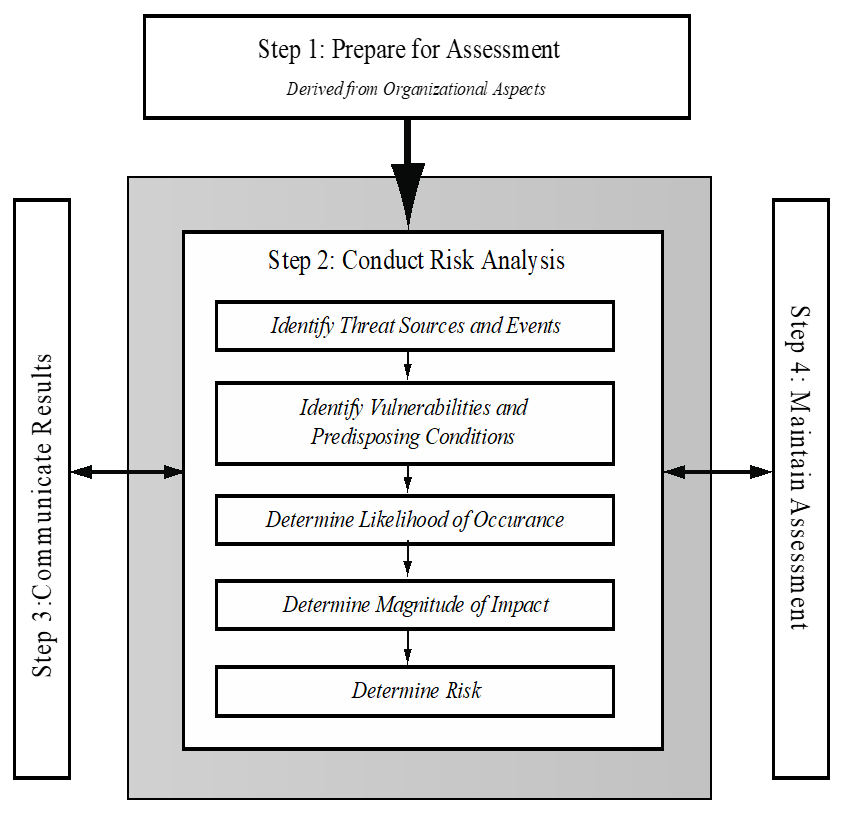 Step 1: Prepare for Assessment
Derived from Organizational Aspects
Step 2: Conduct Risk Analysis
Identify Threat Sources and Events
Identify Vulnerabilities and
Predisposing Conditions
Determine Likelihood of Occurance
Determine Magnitude of Impact
Determine Risk
Step 3:Communicate Results
Step 4: Maintain Assessment